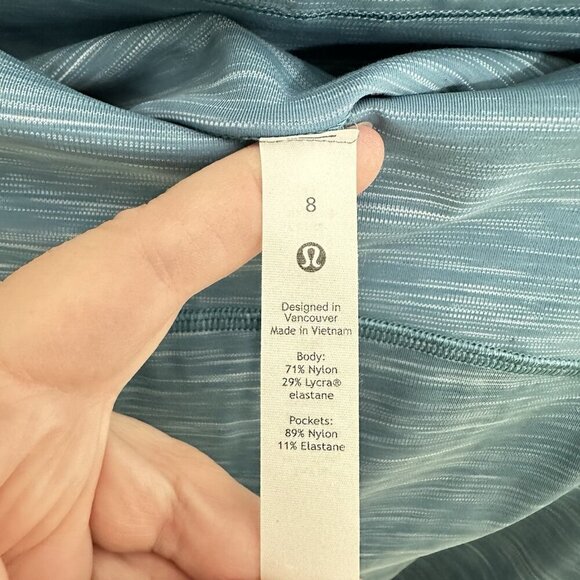 8
Designed in
Vancouver
Made in Vietnam
Body:
71% Nylon
29% Lycra®
elastane
Pockets:
89% Nylon
11% Elastane